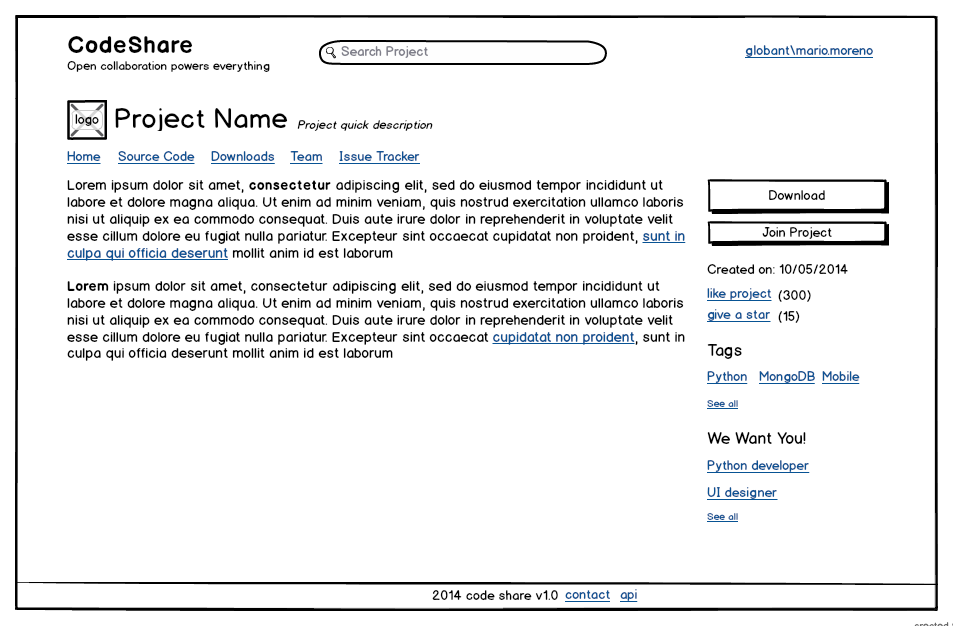 CodeShare
Open collaboration powers everything
Search Project
globant\mario.moreno
logo
Project Name Project quick description
Home Source Code Downloads Team Issue Tracker
Lorem ipsum dolor sit amet, consectetur adipiscing elit, sed do eiusmod tempor incididunt ut
labore et dolore magna aliqua. Ut enim ad minim veniam, quis nostrud exercitation ullamco laboris
nisi ut aliquip ex ea commodo consequat. Duis aute irure dolor in reprehenderit in voluptate velit
esse cillum dolore eu fugiat nulla pariatur. Excepteur sint occaecat cupidatat non proident, sunt in
culpa qui officia deserunt mollit anim id est laborum
Lorem ipsum dolor sit amet, consectetur adipiscing elit, sed do eiusmod tempor incididunt ut
labore et dolore magna aliqua. Ut enim ad minim veniam, quis nostrud exercitation ullamco laboris
nisi ut aliquip ex ea commodo consequat. Duis aute irure dolor in reprehenderit in voluptate velit
esse cillum dolore eu fugiat nulla pariatur. Excepteur sint occaecat cupidatat non proident, sunt in
culpa qui officia deserunt mollit anim id est laborum
Download
Join Project
Created on: 10/05/2014
like project (300)
give a star (15)
Tags
Python MongoDB Mobile
See all
We Want You!
Python developer
UI designer
See all
2014 code share v1.0 contact api